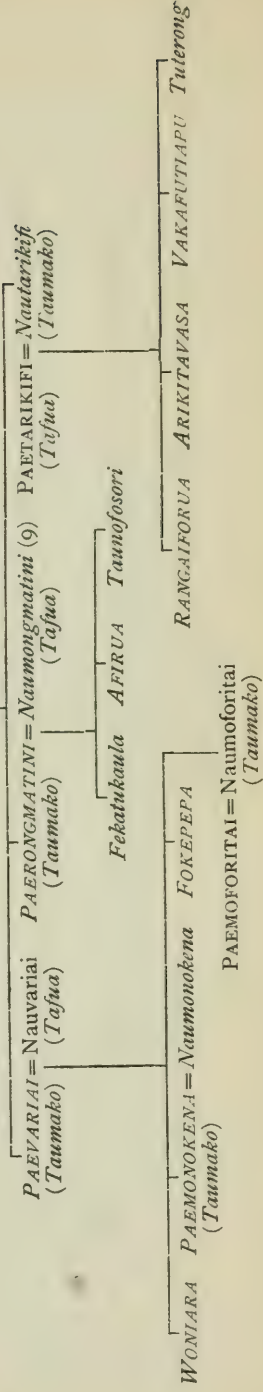 PAEVARIAI = Nauvariai PAERONGMATINI = Naumongmatini (9) PAETARIKIFI = Nautarikifi
(Taumako) (Tafua) (Taumako) (Tafua) (Tafua) (Taumako)
Fekatukaula AFIRUA Taunofosori
RANGAIFORUA ARIKITAVASA VAKAFUTIAPU Tuterong
WONIARA PAEMONOKENA = Naumonokena FOKEPEPA
(Taumako)
PAEMOFORITAI = Naumoforitai
(Taumako)